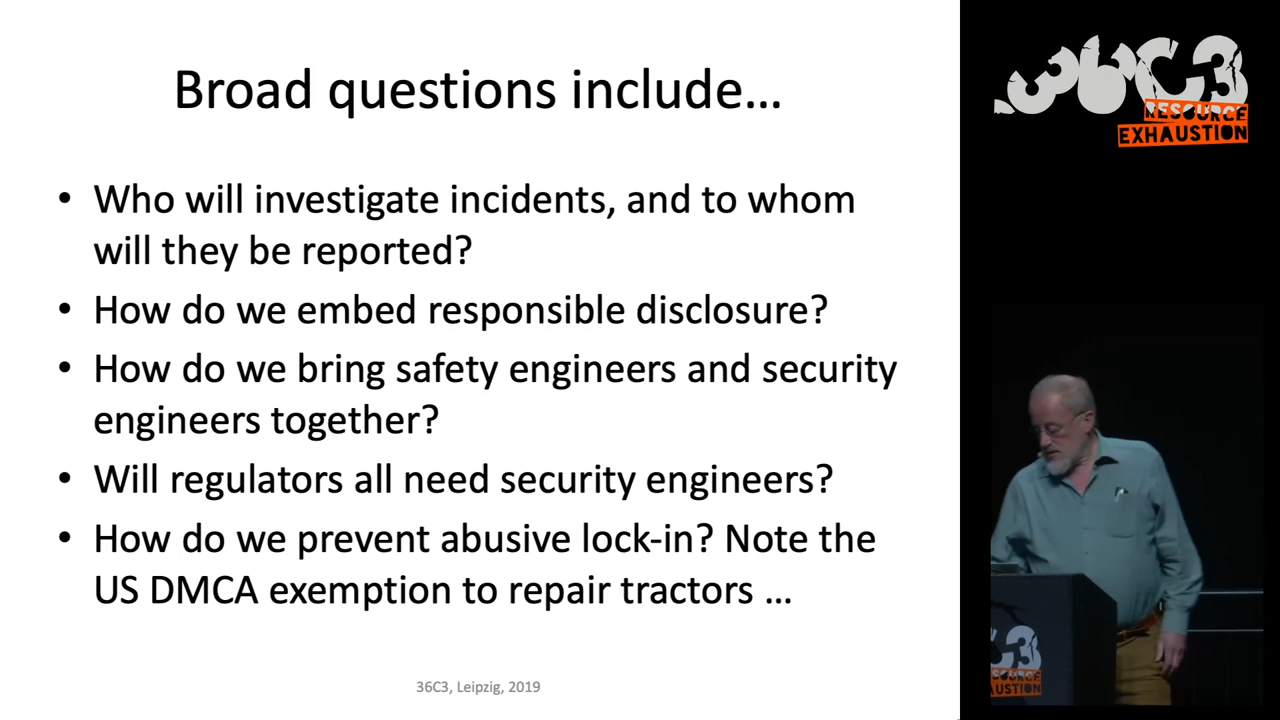 Broad questions include...
• Who will investigate incidents, and to whom
will they be reported?
• How do we embed responsible disclosure?
• How do we bring safety engineers and security
engineers together?
• Will regulators all need security engineers?
• How do we prevent abusive lock-in? Note the
US DMCA exemption to repair tractors ...
36C3, Leipzig, 2019
36C3
RESOURCE
EXHAUSTION